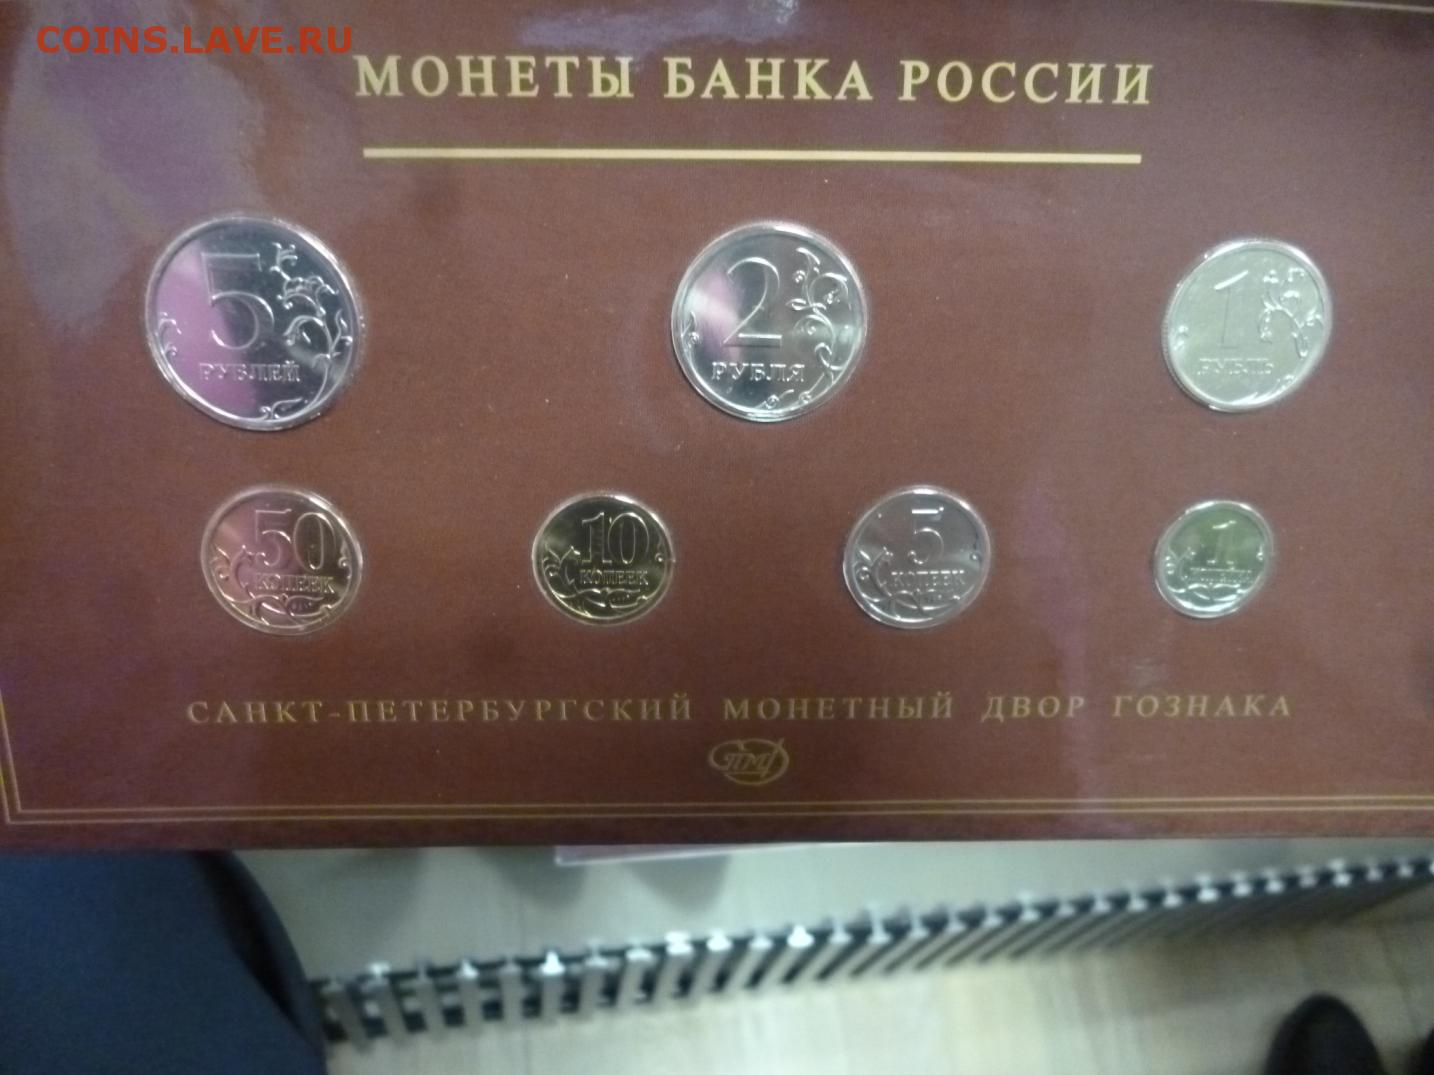 COINS.LAVE.RU
МОНЕТЫ БАНКА РОССИИ
5
РУБЛЕЙ
2
РУБЛЯ
1
РУБЛЬ
50
КОПЕЕК
10
КОПЕЕК
5
КОПЕЕК
1
САНКТ-ПЕТЕРБУРГСКИЙ МОНЕТНЫЙ ДВОР ГОЗНАКА